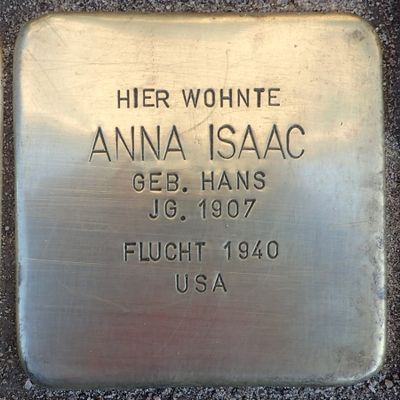 HIER WOHNTE
ANNA ISAAC
GEB. HANS
JG. 1907
FLUCHT 1940
USA